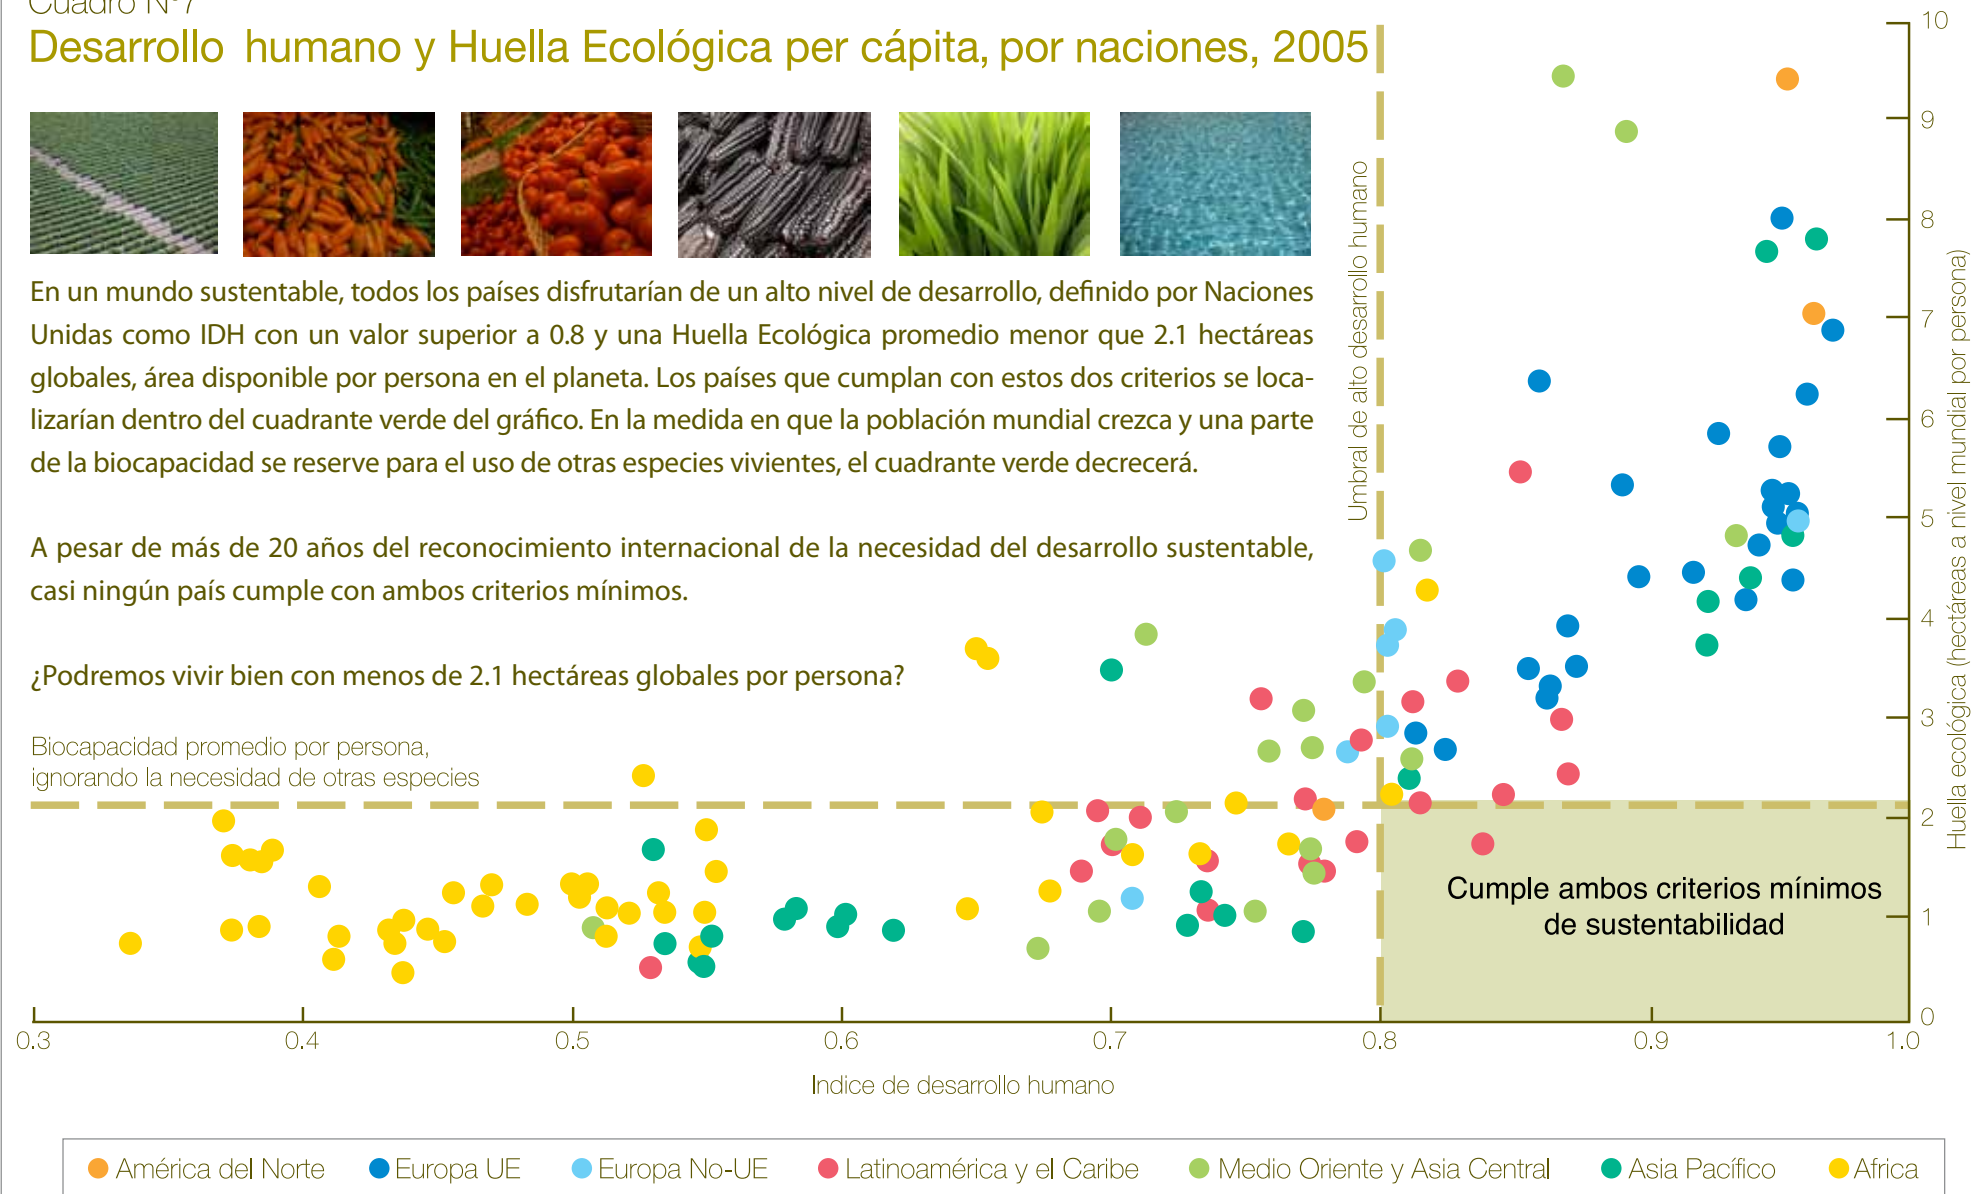 Cuadro Nº7
Desarrollo humano y Huella Ecológica per cápita, por naciones, 2005
En un mundo sustentable, todos los países disfrutarían de un alto nivel de desarrollo, definido por Naciones
Unidas como IDH con un valor superior a 0.8 y una Huella Ecológica promedio menor que 2.1 hectáreas
globales, área disponible por persona en el planeta. Los países que cumplan con estos dos criterios se loca-
lizarían dentro del cuadrante verde del gráfico. En la medida en que la población mundial crezca y una parte
de la biocapacidad se reserve para el uso de otras especies vivientes, el cuadrante verde decrecerá.
A pesar de más de 20 años del reconocimiento internacional de la necesidad del desarrollo sustentable,
casi ningún país cumple con ambos criterios mínimos.
¿Podremos vivir bien con menos de 2.1 hectáreas globales por persona?
Biocapacidad promedio por persona,
ignorando la necesidad de otras especies
Umbral de alto desarrollo humano
10
9
8
7
6
5
4
3
2
1
0
Huella ecológica (hectáreas a nivel mundial por persona)
Cumple ambos criterios mínimos
de sustentabilidad
0.3
0.4
0.5
0.6
0.7
0.8
0.9
1.0
Indice de desarrollo humano
América del Norte
Europa UE
Europa No-UE
Latinoamérica y el Caribe
Medio Oriente y Asia Central
Asia Pacífico
Africa